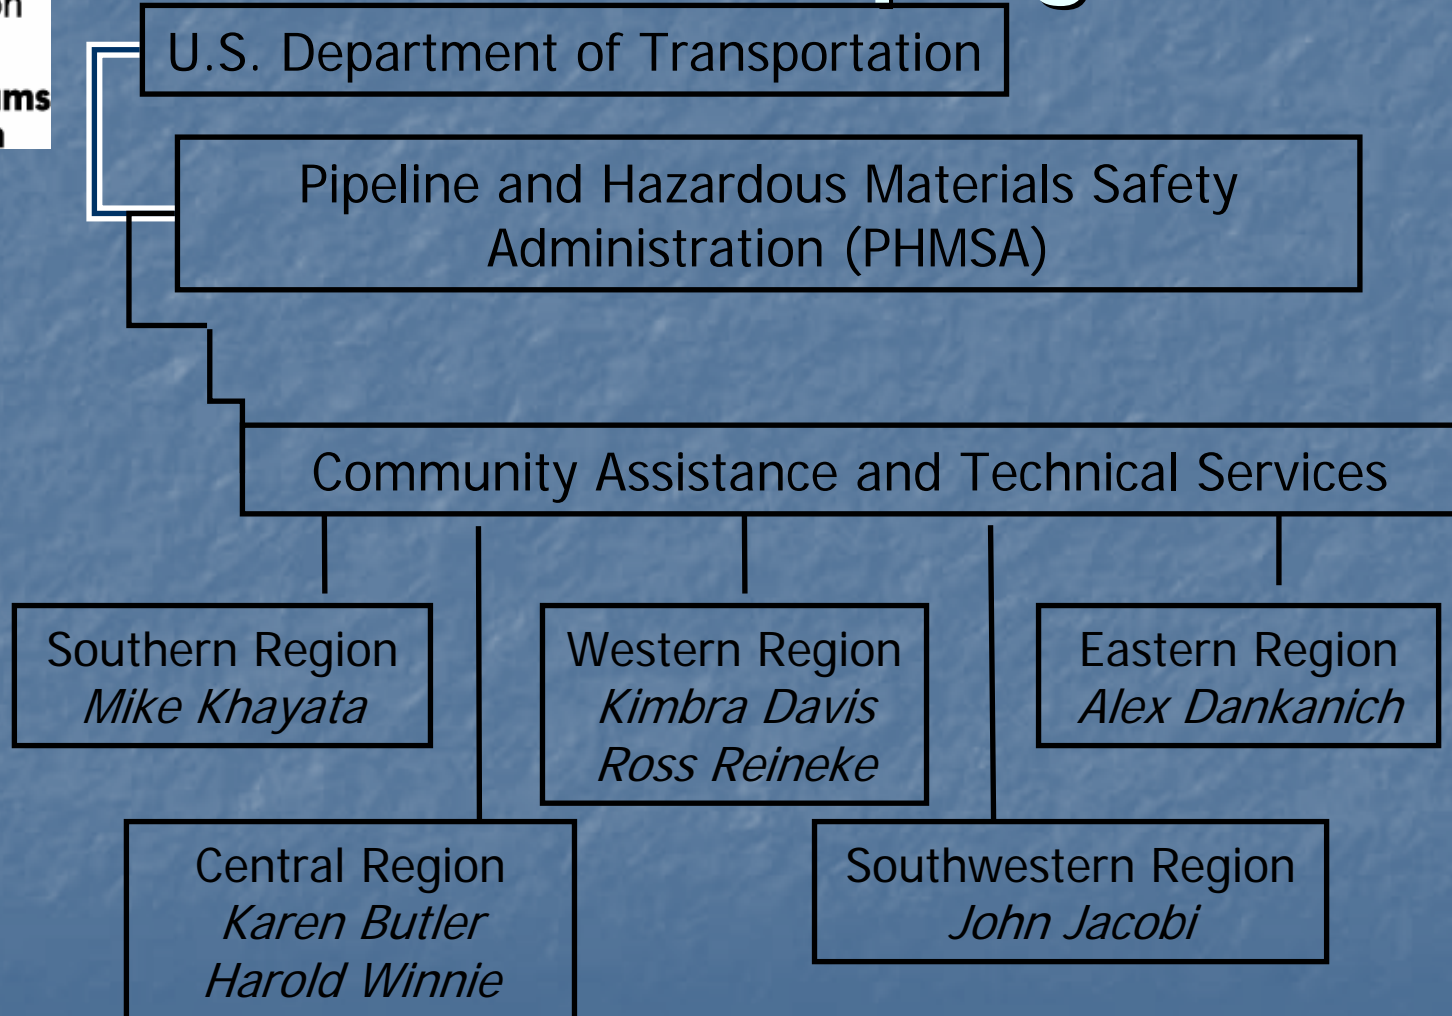 on
ms
U.S. Department of Transportation
Pipeline and Hazardous Materials Safety
Administration (PHMSA)
Community Assistance and Technical Services
Southern Region
Mike Khayata
Western Region
Kimbra Davis
Ross Reineke
Eastern Region
Alex Dankanich
Central Region
Karen Butler
Harold Winnie
Southwestern Region
John Jacobi